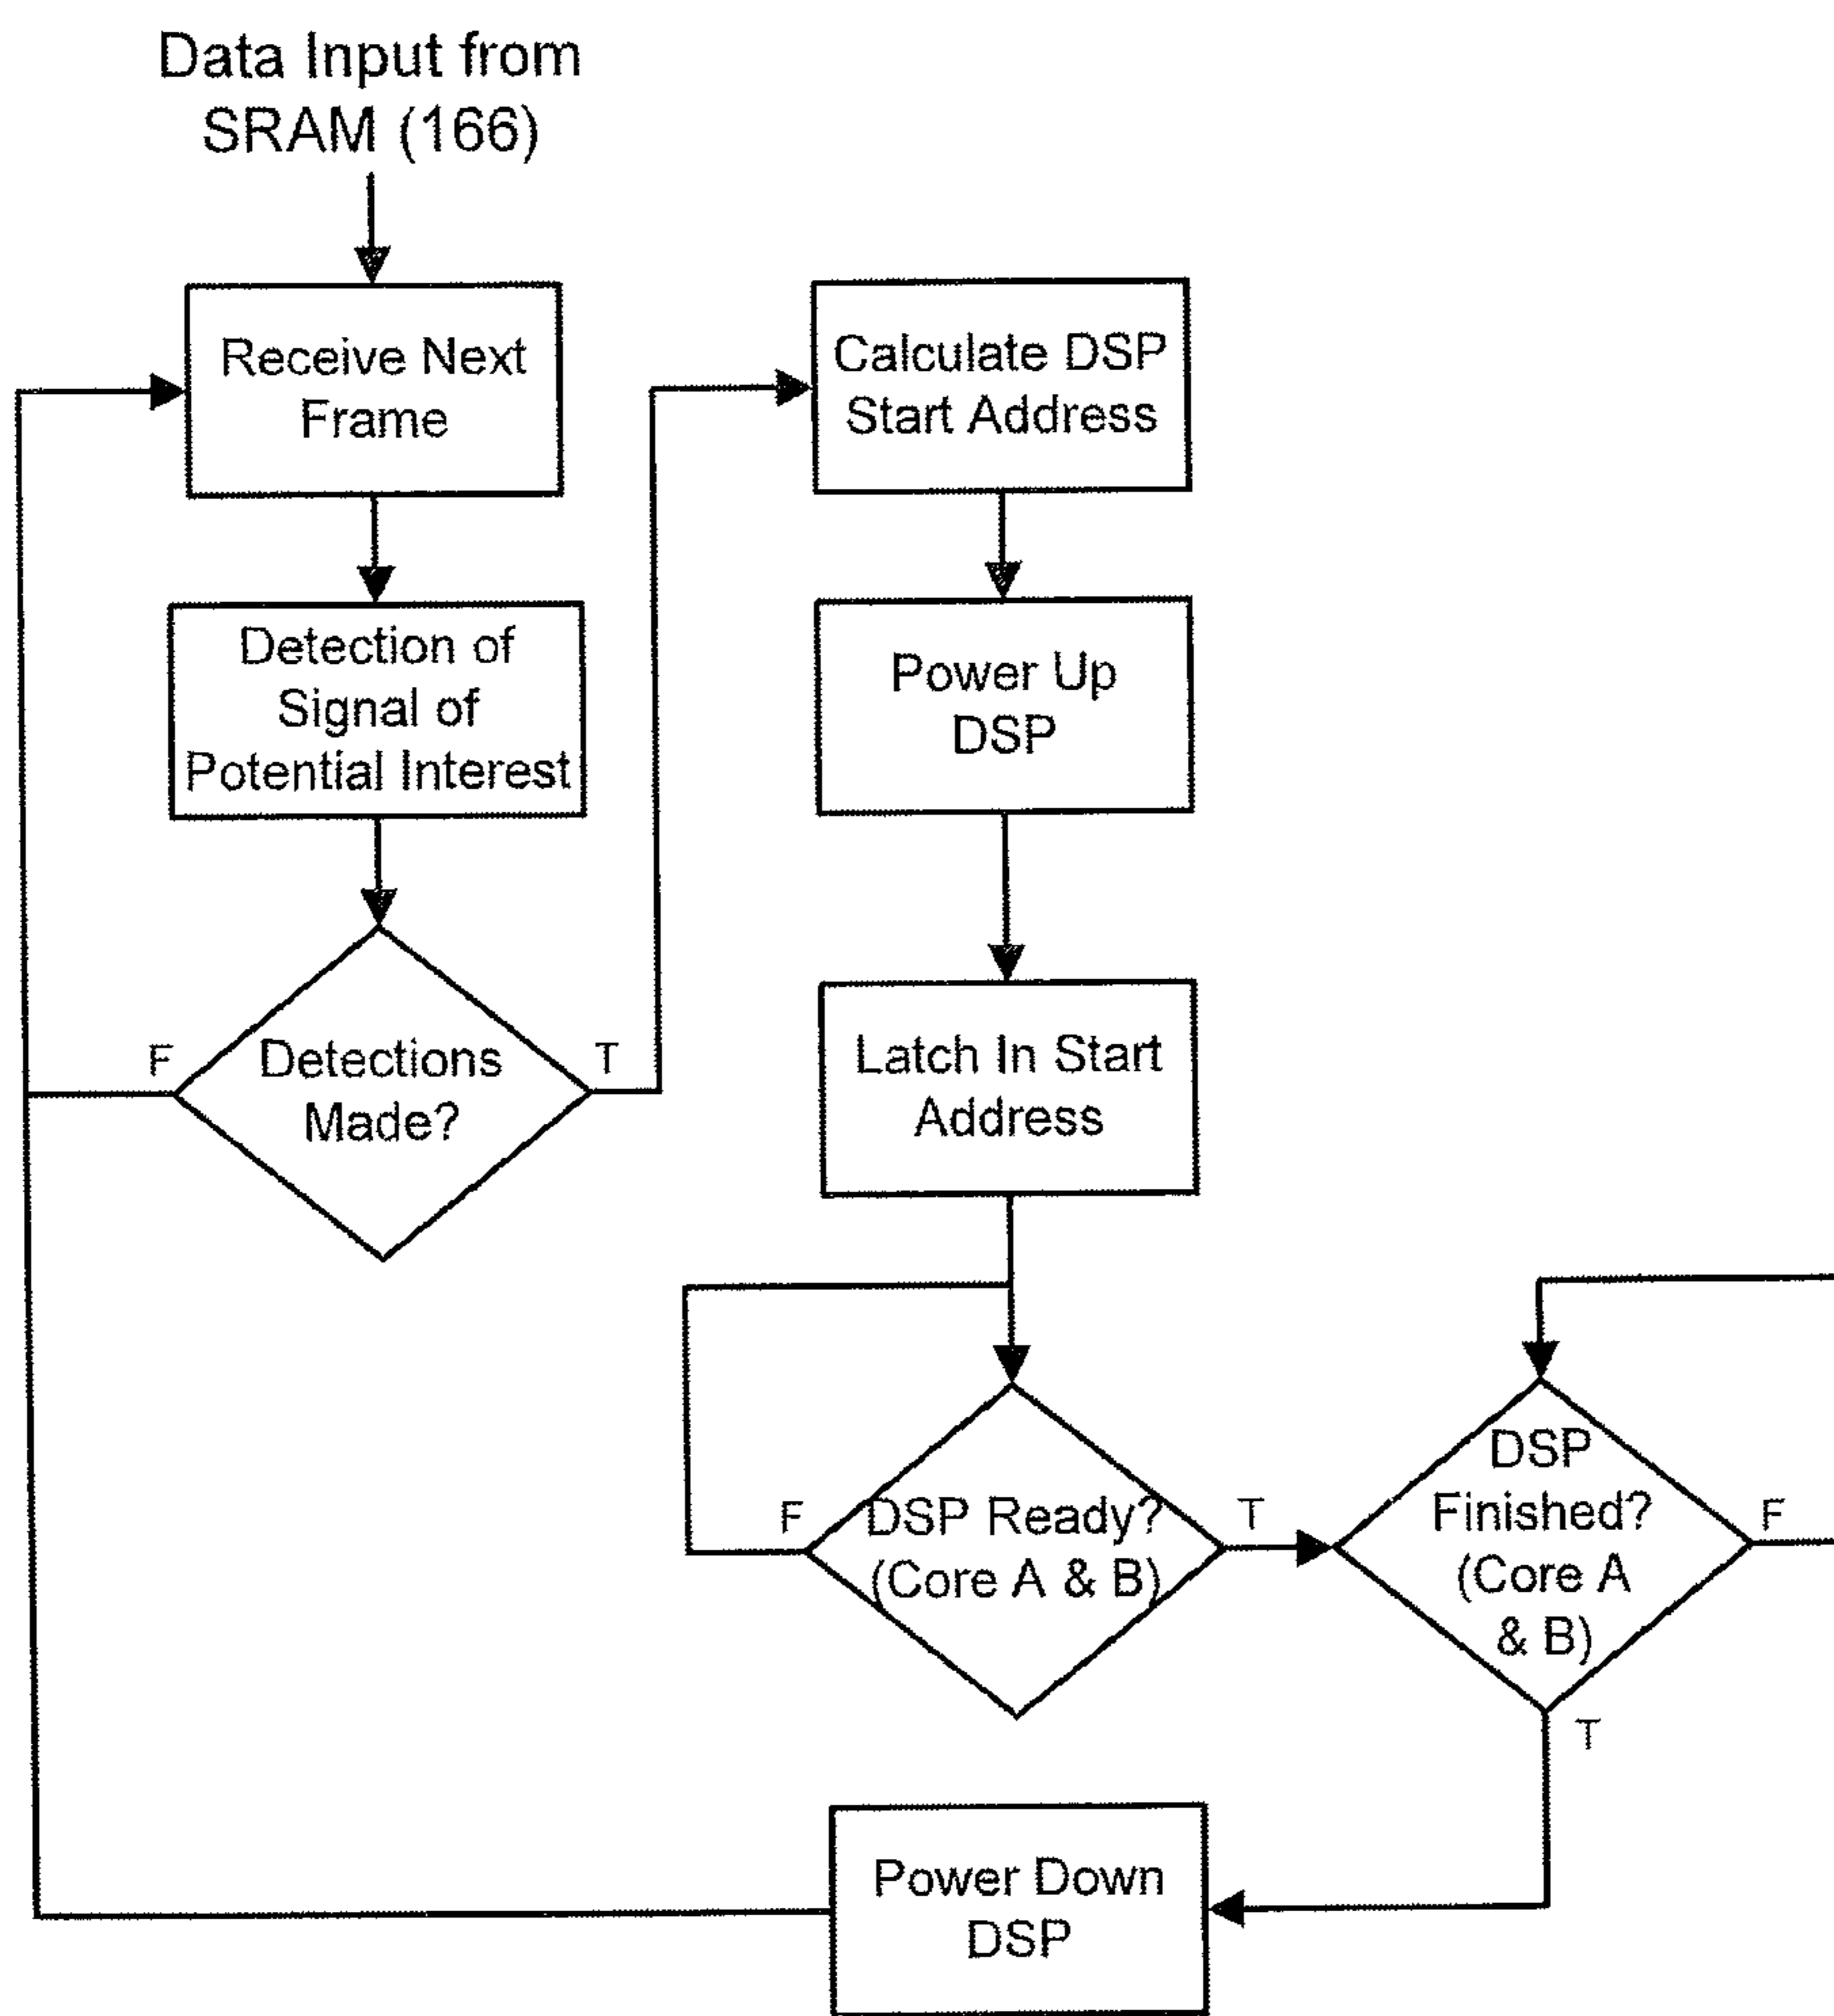 Data Input from
SRAM (166)
Receive Next
Frame
Detection of
Signal of
Potential Interest
F
Detections
Made?
T
Calculate DSP
Start Address
Power Up
DSP
Latch In Start
Address
F
DSP Ready?
(Core A & B)
T
DSP
Finished?
(Core A
& B)
F
T
Power Down
DSP